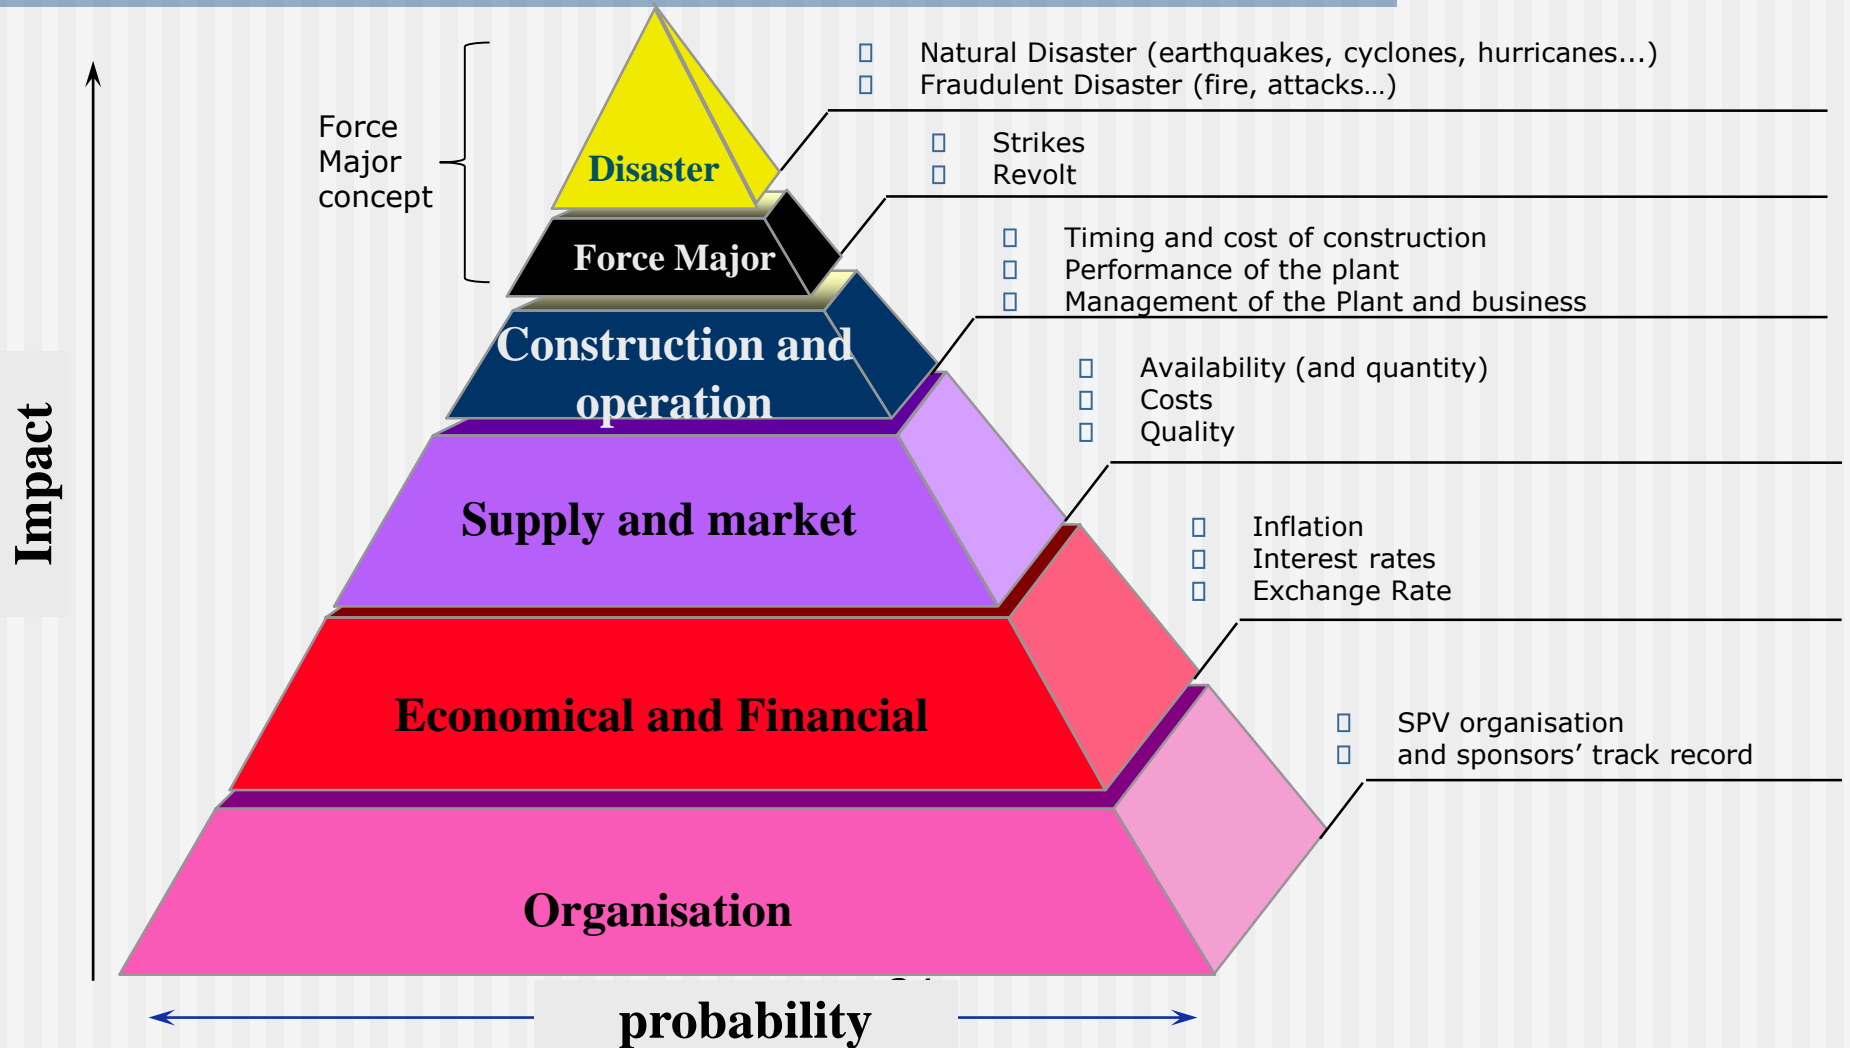 Natural Disaster (earthquakes, cyclones, hurricanes...)
Fraudulent Disaster (fire, attacks...)
Force
Major
concept
Disaster
Strikes
Revolt
Force Major
Timing and cost of construction
Performance of the plant
Management of the Plant and business
Construction and
operation
Availability (and quantity)
Costs
Quality
Impact
Supply and market
Inflation
Interest rates
Exchange Rate
Economical and Financial
SPV organisation
and sponsors’ track record
Organisation
probability